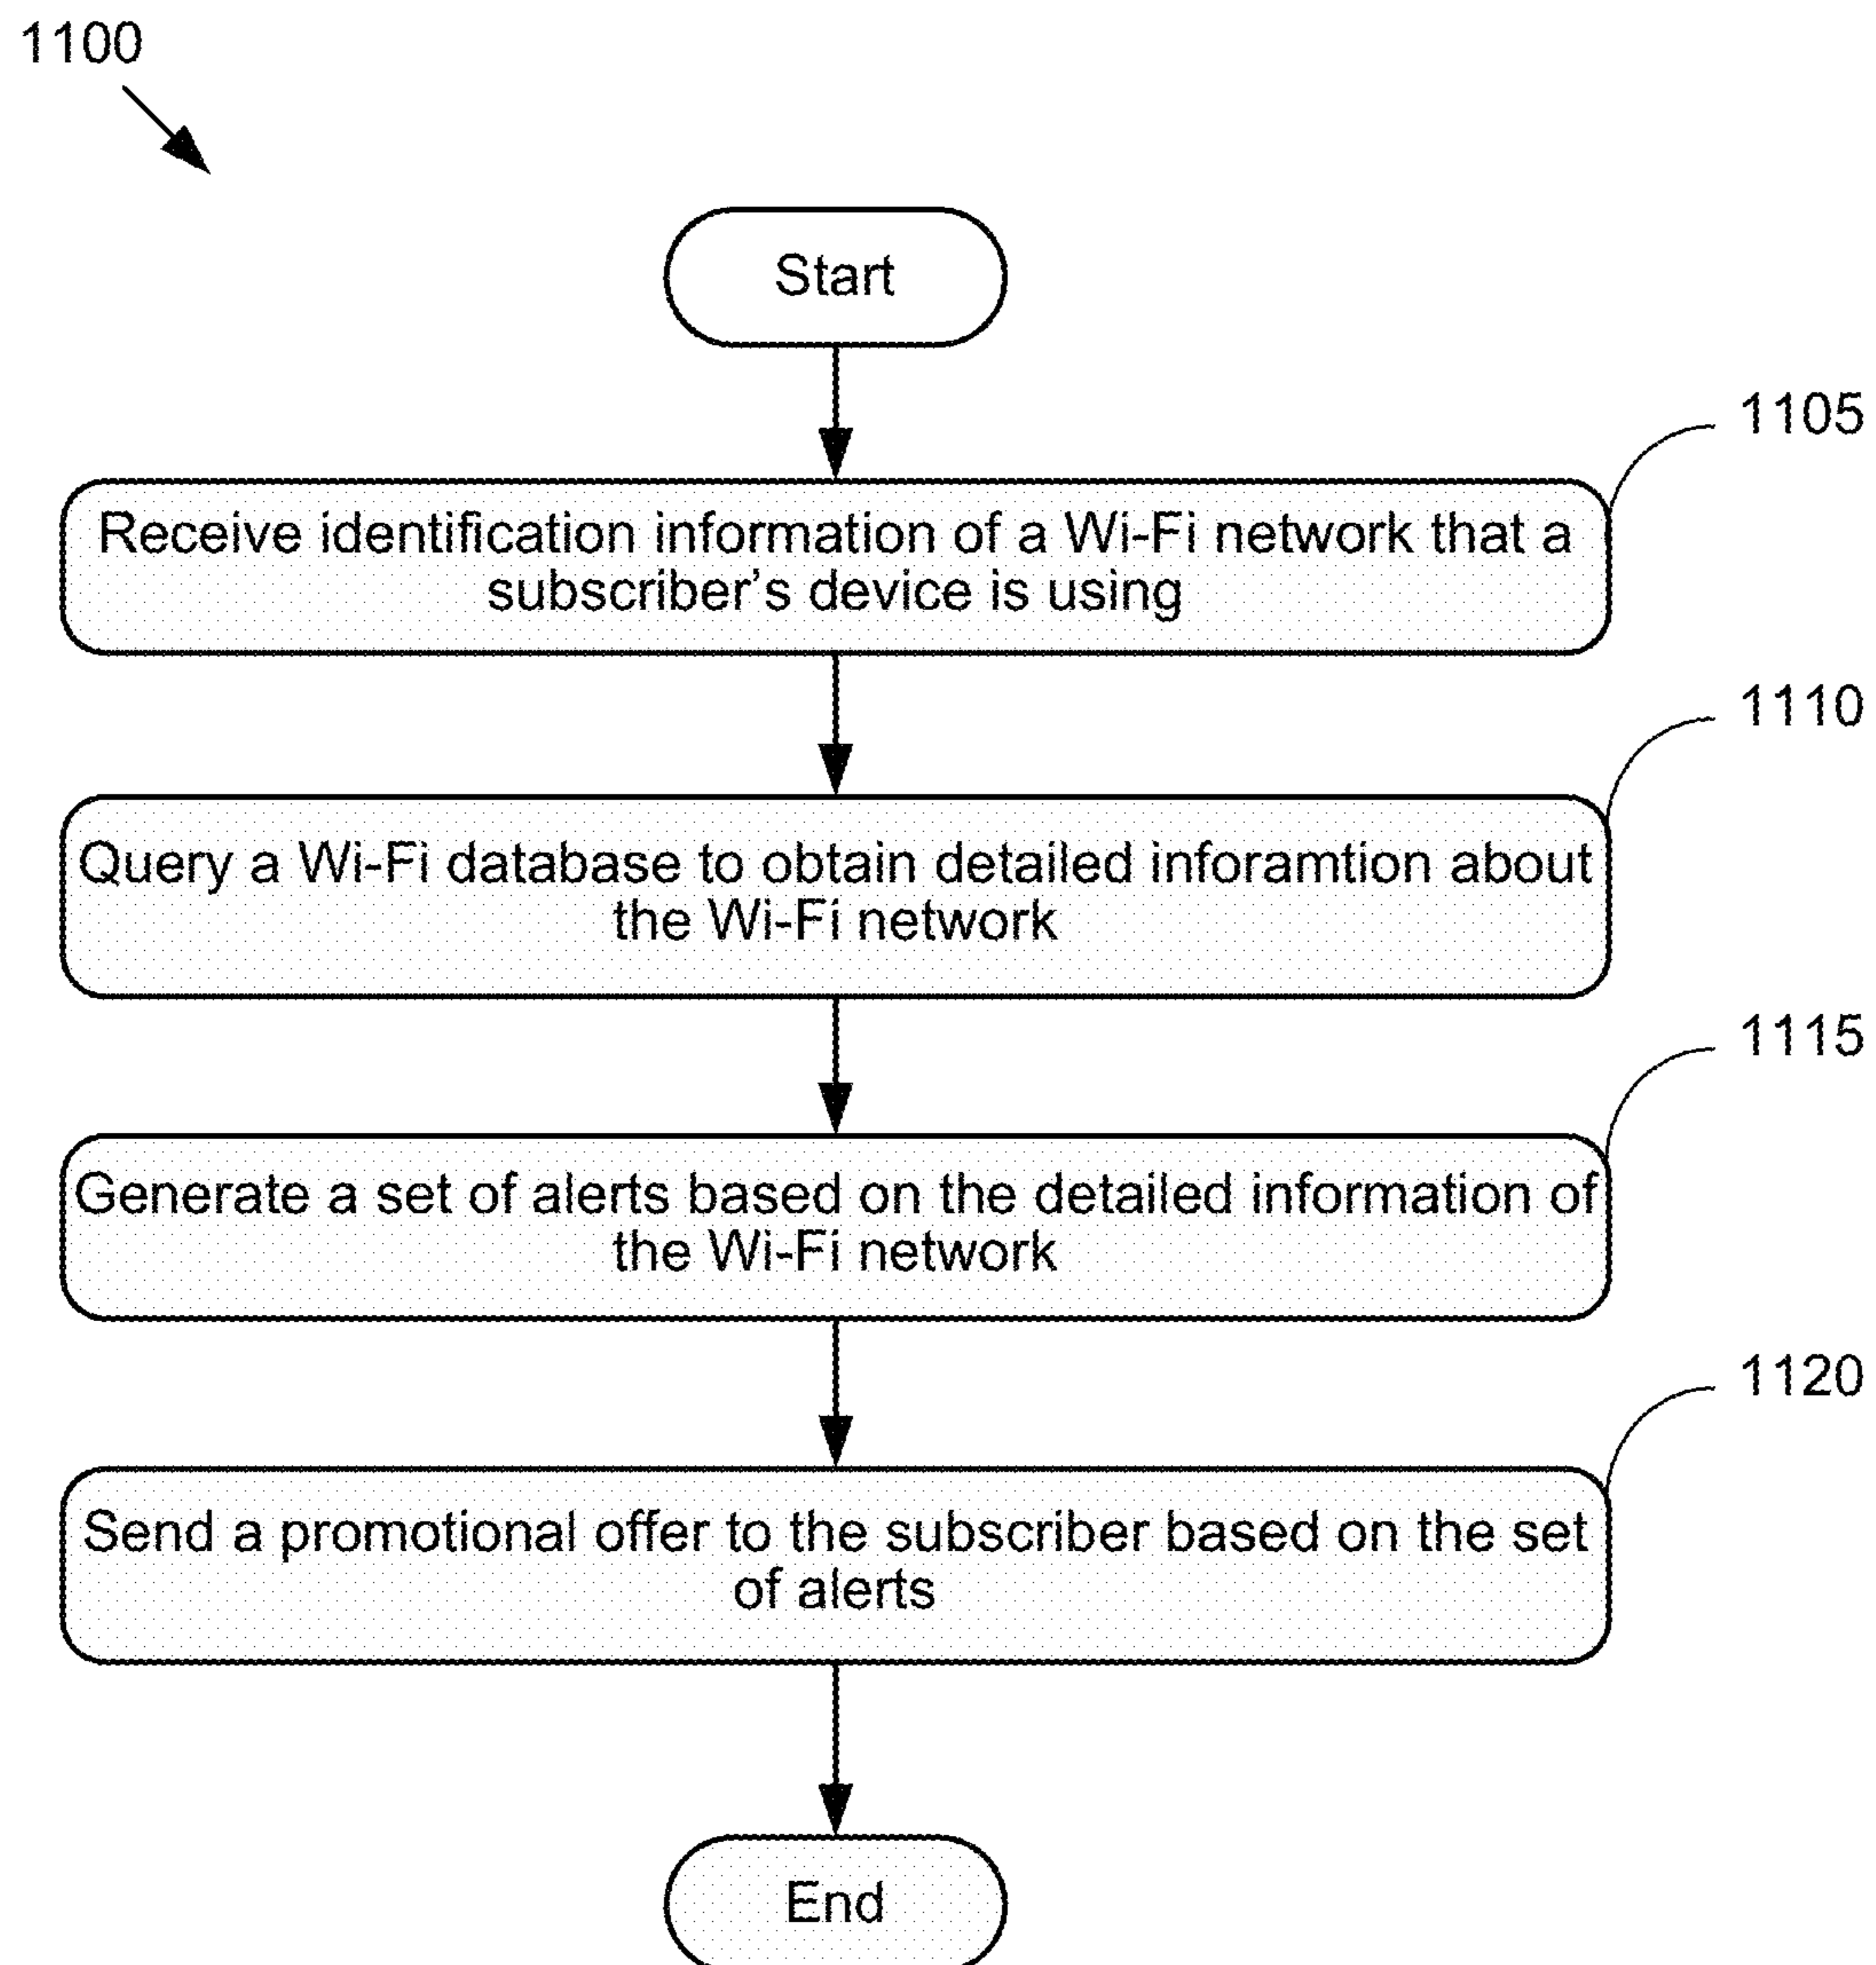 1100
Start
1105
Receive identification information of a Wi-Fi network that a
subscriber's device is using
1110
Query a Wi-Fi database to obtain detailed inforamtion about
the Wi-Fi network
1115
Generate a set of alerts based on the detailed information of
the Wi-Fi network
1120
Send a promotional offer to the subscriber based on the set
of alerts
End